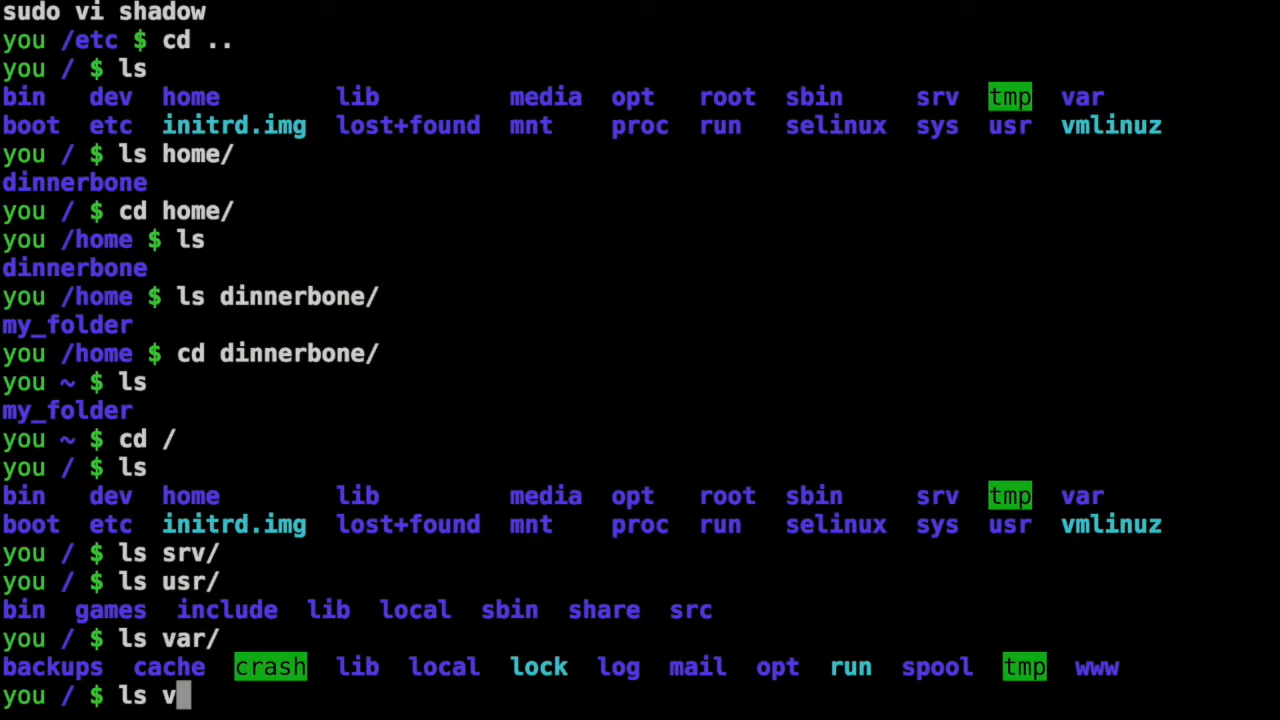 sudo vi shadow
you /etc $ cd ..
you / $ ls
bin dev home lib media opt root sbin srv tmp var
boot etc initrd.img lost+found mnt proc run selinux sys usr vmlinuz
you / $ ls home/
dinnerbone
you / $ cd home/
you /home $ ls
dinnerbone
you /home $ ls dinnerbone/
my_folder
you /home $ cd dinnerbone/
you ~ $ ls
my_folder
you ~ $ cd /
you / $ ls
bin dev home lib media opt root sbin srv tmp var
boot etc initrd.img lost+found mnt proc run selinux sys usr vmlinuz
you / $ ls srv/
you / $ ls usr/
bin games include lib local sbin share src
you / $ ls var/
backups cache crash lib local lock log mail opt run spool tmp www
you / $ ls v